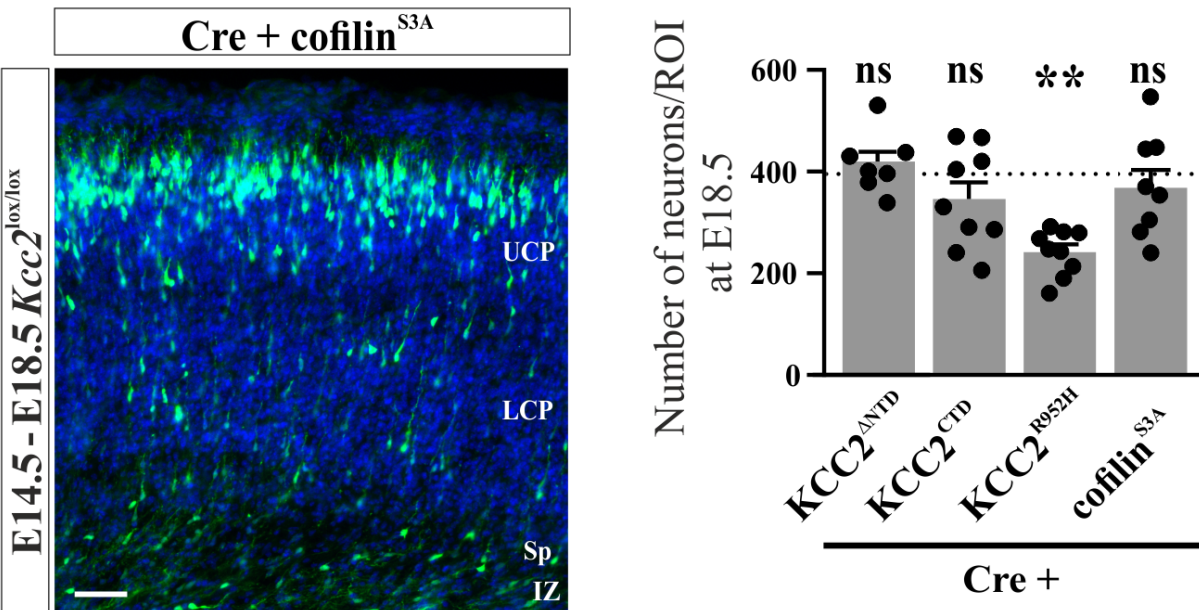 Cre + cofilin^S3A
E14.5 - E18.5 Kcc2^lox/lox
UCP
LCP
Sp
IZ
Number of neurons/ROI
at E18.5
600
400
200
0
ns
ns
**
ns
KCC2^ΔNTD
KCC2^CTD
KCC2^R952H
cofilin^S3A
Cre +